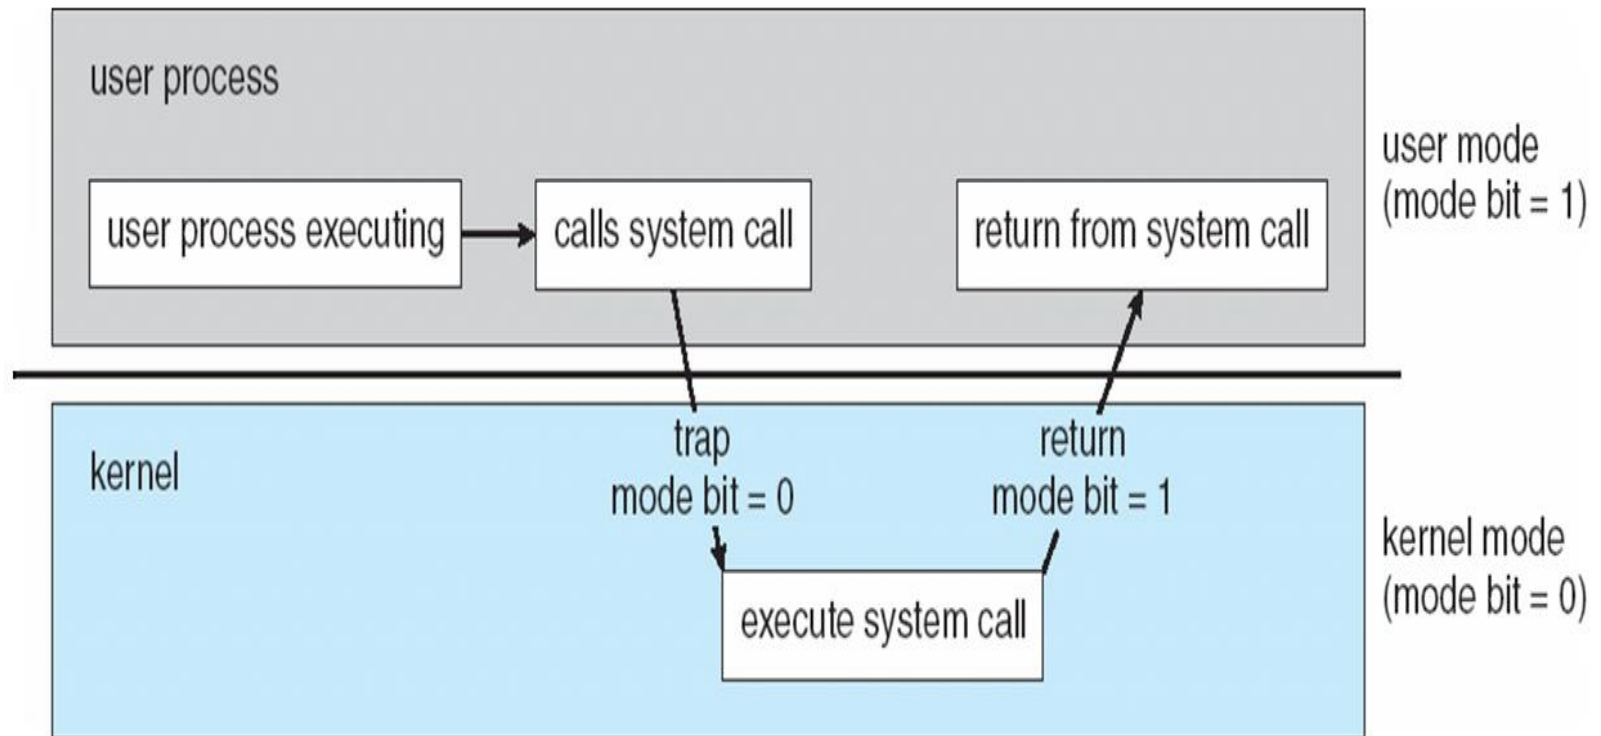 user process
user mode
(mode bit = 1)
user process executing
calls system call
return from system call
trap
mode bit = 0
return
mode bit = 1
kernel
kernel mode
(mode bit = 0)
execute system call